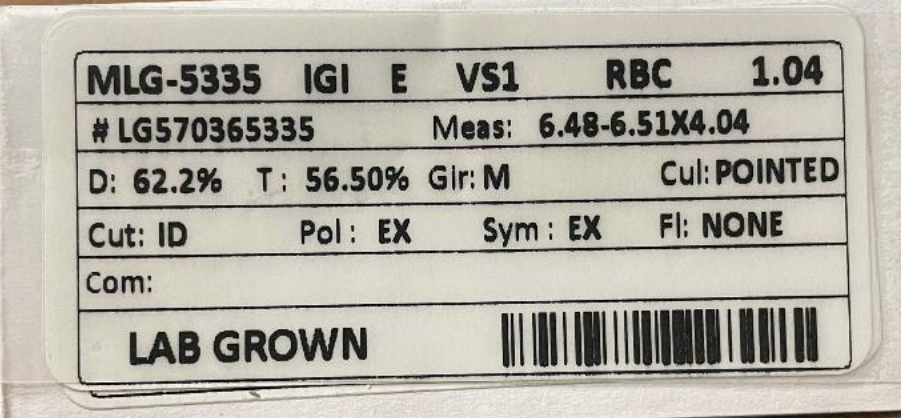 MLG-5335 IGI E VS1 RBC 1.04
# LG570365335 Meas: 6.48-6.51X4.04
D: 62.2% T: 56.50% Gir: M Cul: POINTED
Cut: ID Pol: EX Sym: EX Fl: NONE
Com:
LAB GROWN